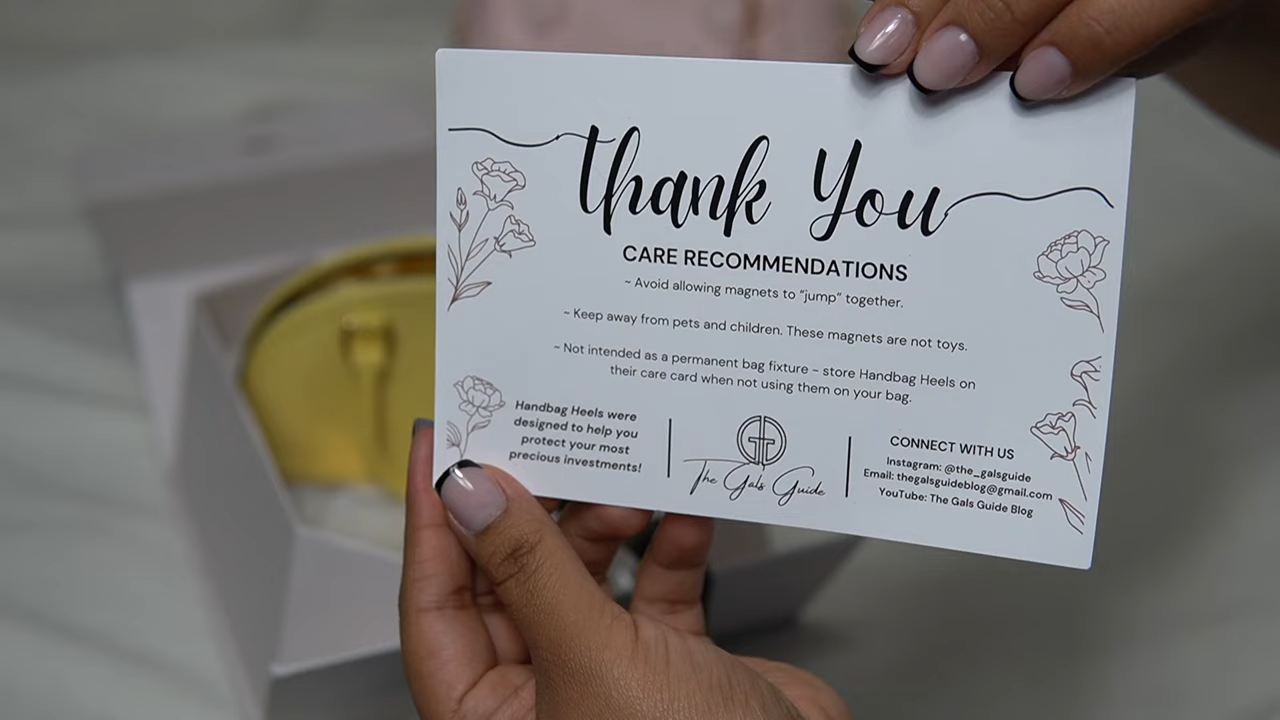 Thank You
CARE RECOMMENDATIONS
~ Avoid allowing magnets to “jump” together.
~ Keep away from pets and children. These magnets are not toys.
~ Not intended as a permanent bag fixture – store Handbag Heels on
their care card when not using them on your bag.
Handbag Heels were
designed to help you
protect your most
precious investments!
The Gals Guide
CONNECT WITH US
Instagram: @the_galsguide
Email: thegalsguideblog@gmail.com
YouTube: The Gals Guide Blog